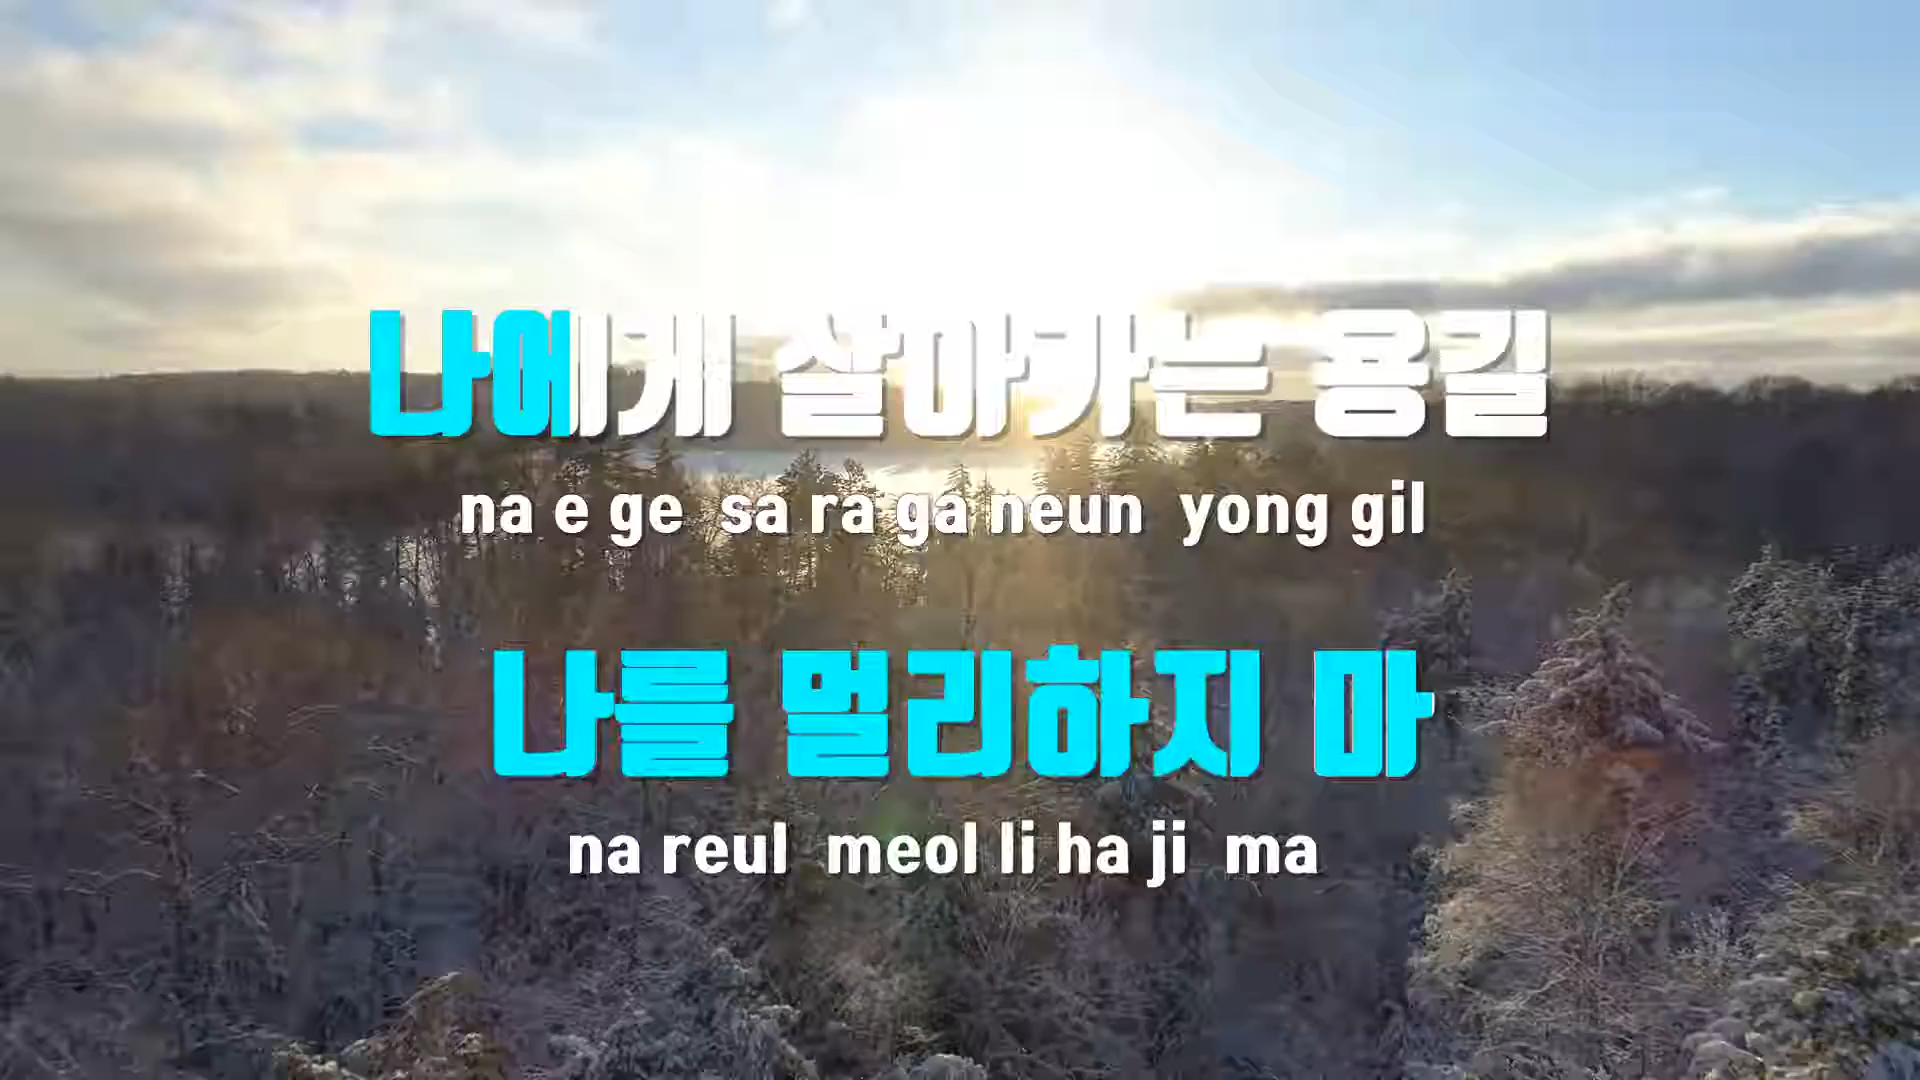 나에게 살아가는 용길
na e ge sa ra ga neun yong gil
나를 멀리하지 마
na reul meol li ha ji ma